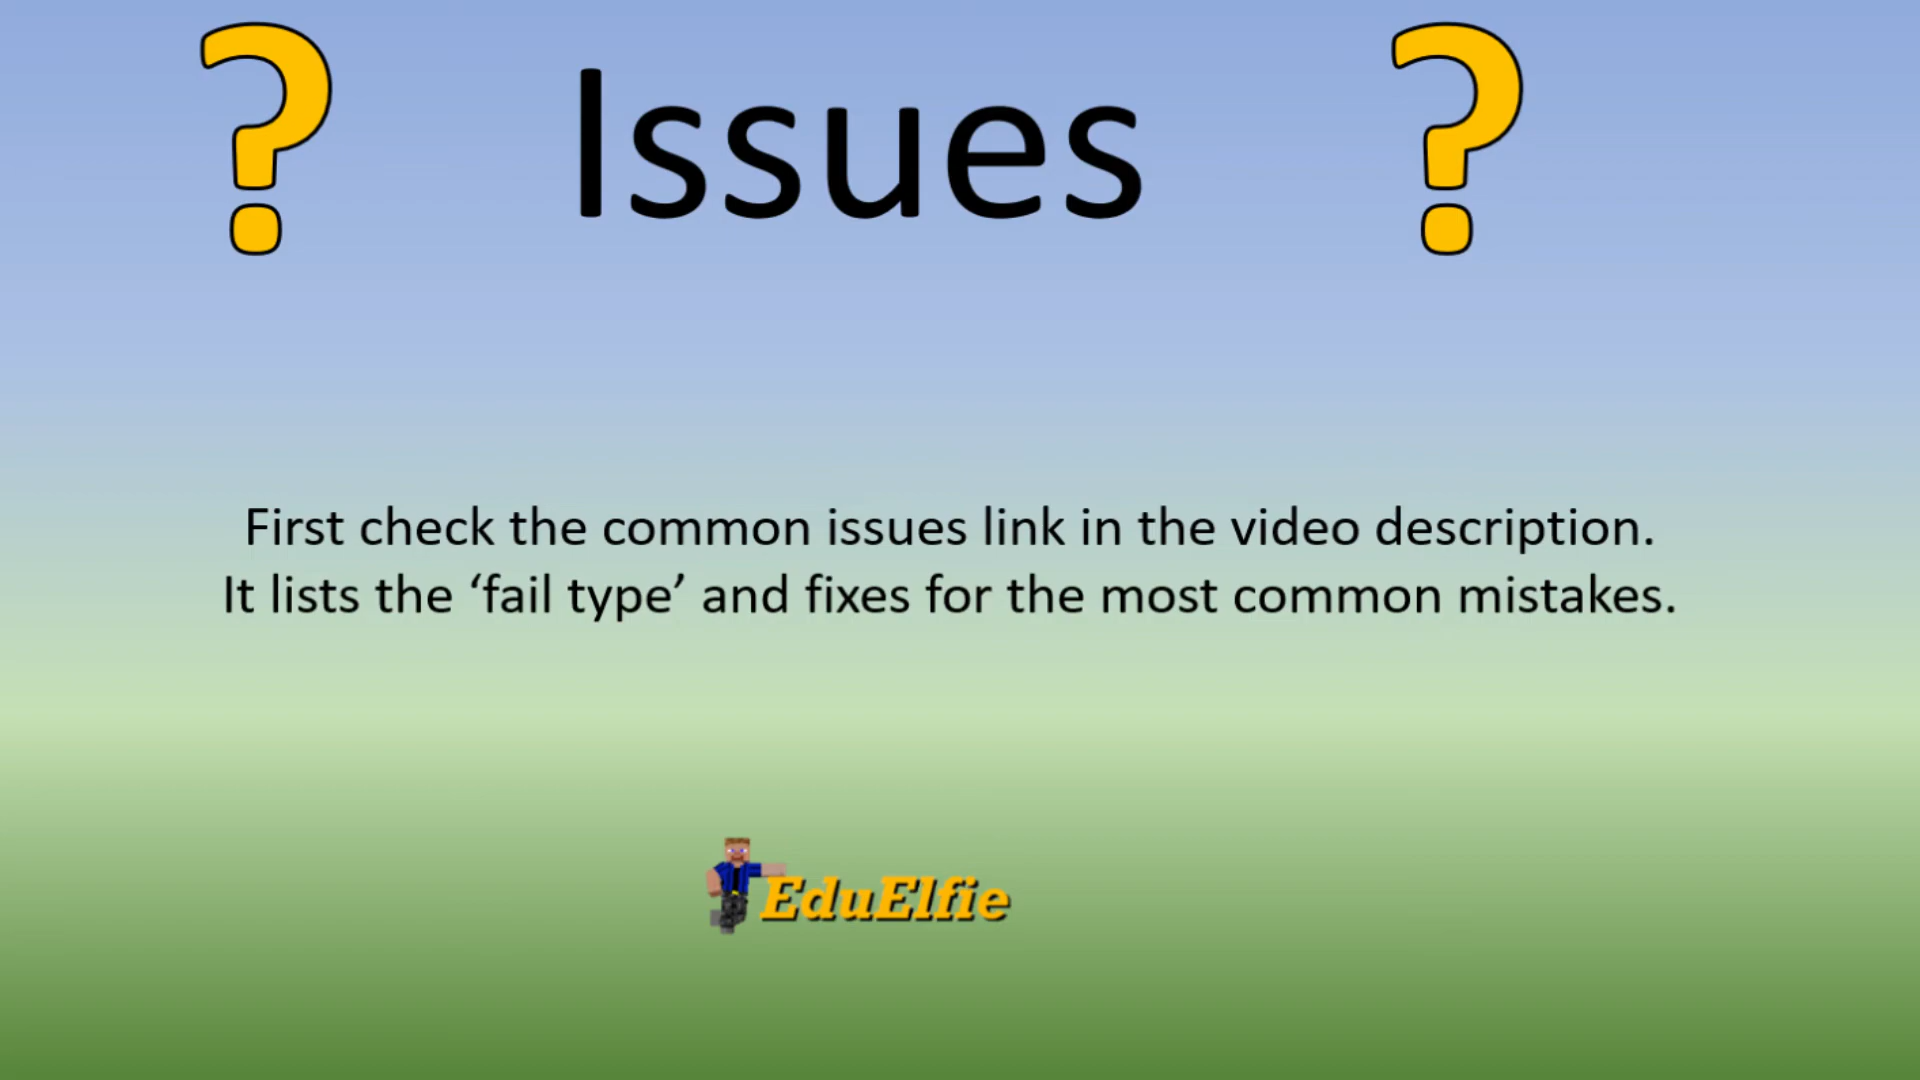 ? Issues ?
First check the common issues link in the video description.
It lists the ‘fail type’ and fixes for the most common mistakes.
EduElfie